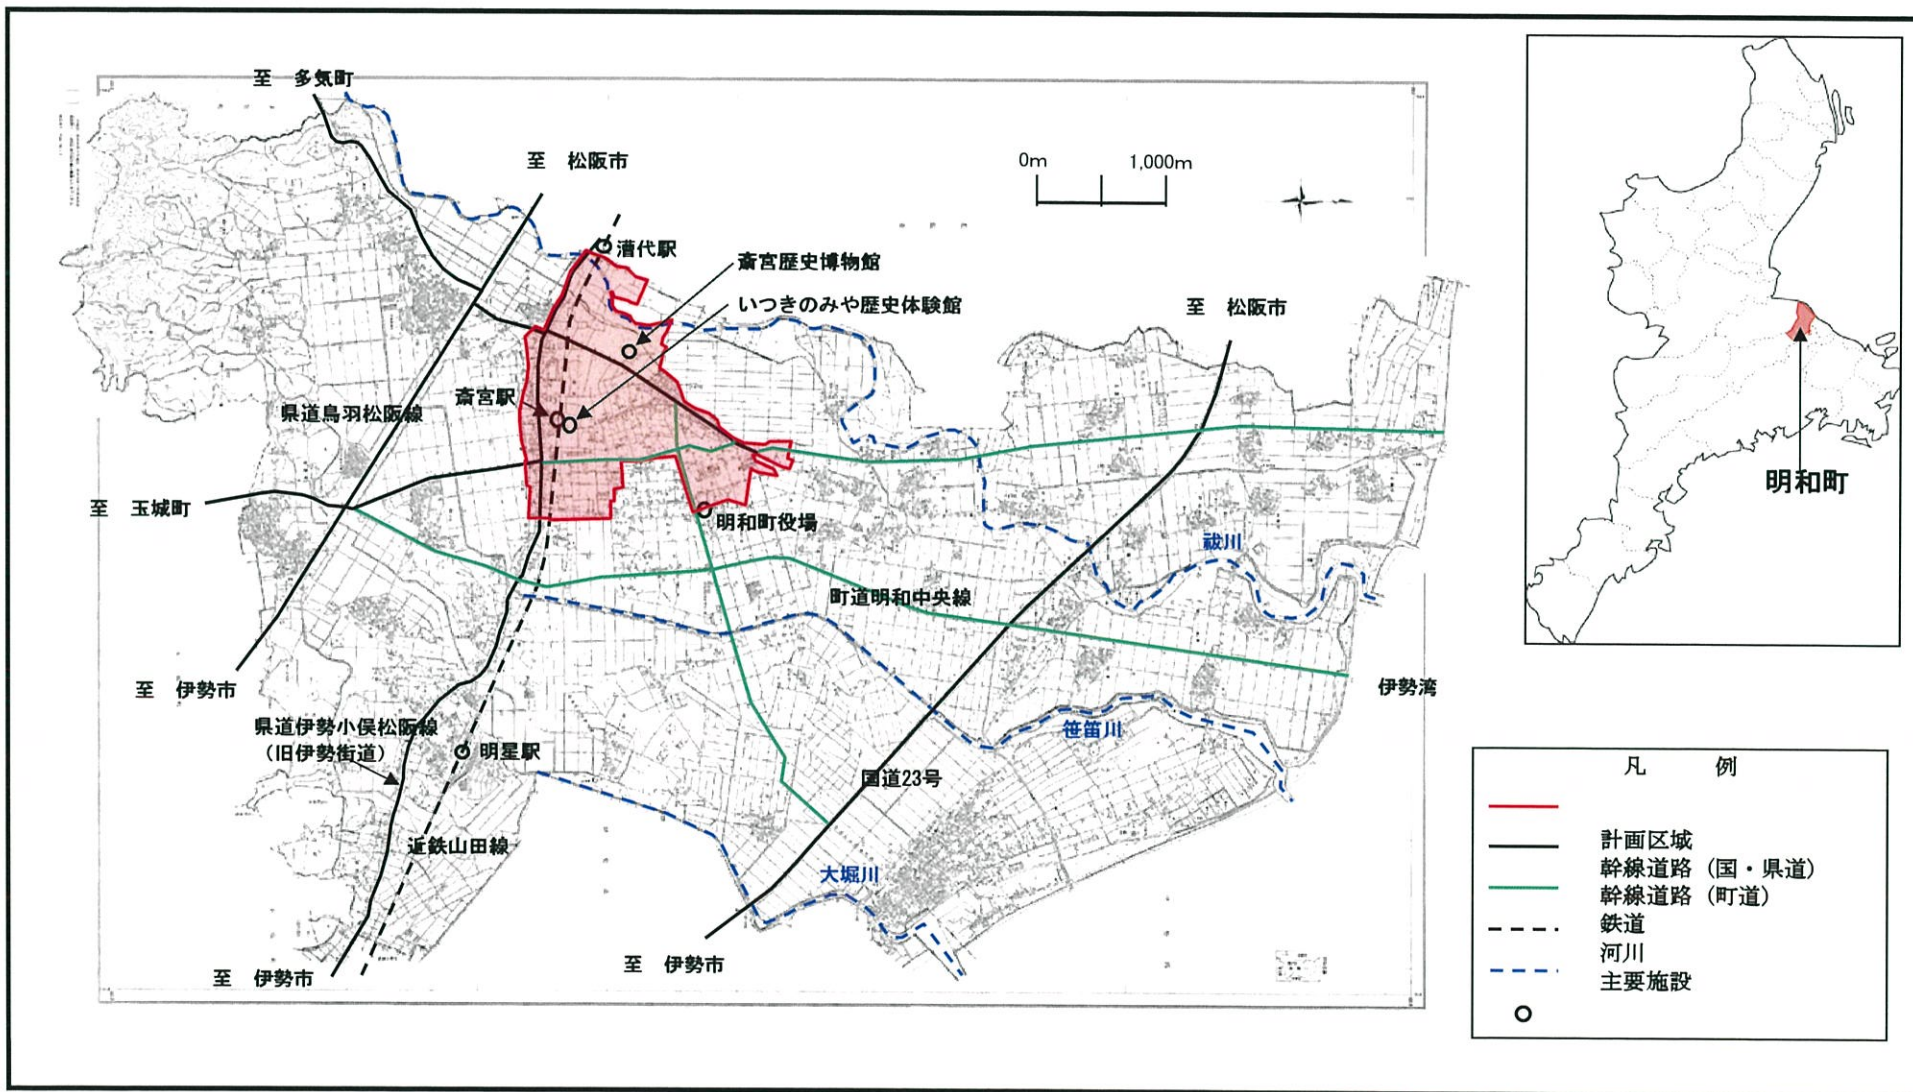 至 多気町
至 松阪市
0m 1,000m
漕代駅
斎宮歴史博物館
いつきのみや歴史体験館
至 松阪市
斎宮駅
県道鳥羽松阪線
至 玉城町
明和町役場
祓川
町道明和中央線
至 伊勢市
伊勢湾
県道伊勢小俣松阪線
(旧伊勢街道)
笹笛川
明星駅
国道23号
近鉄山田線
大堀川
至 伊勢市
至 伊勢市
明和町
凡 例
計画区域
幹線道路(国・県道)
幹線道路(町道)
鉄道
河川
主要施設